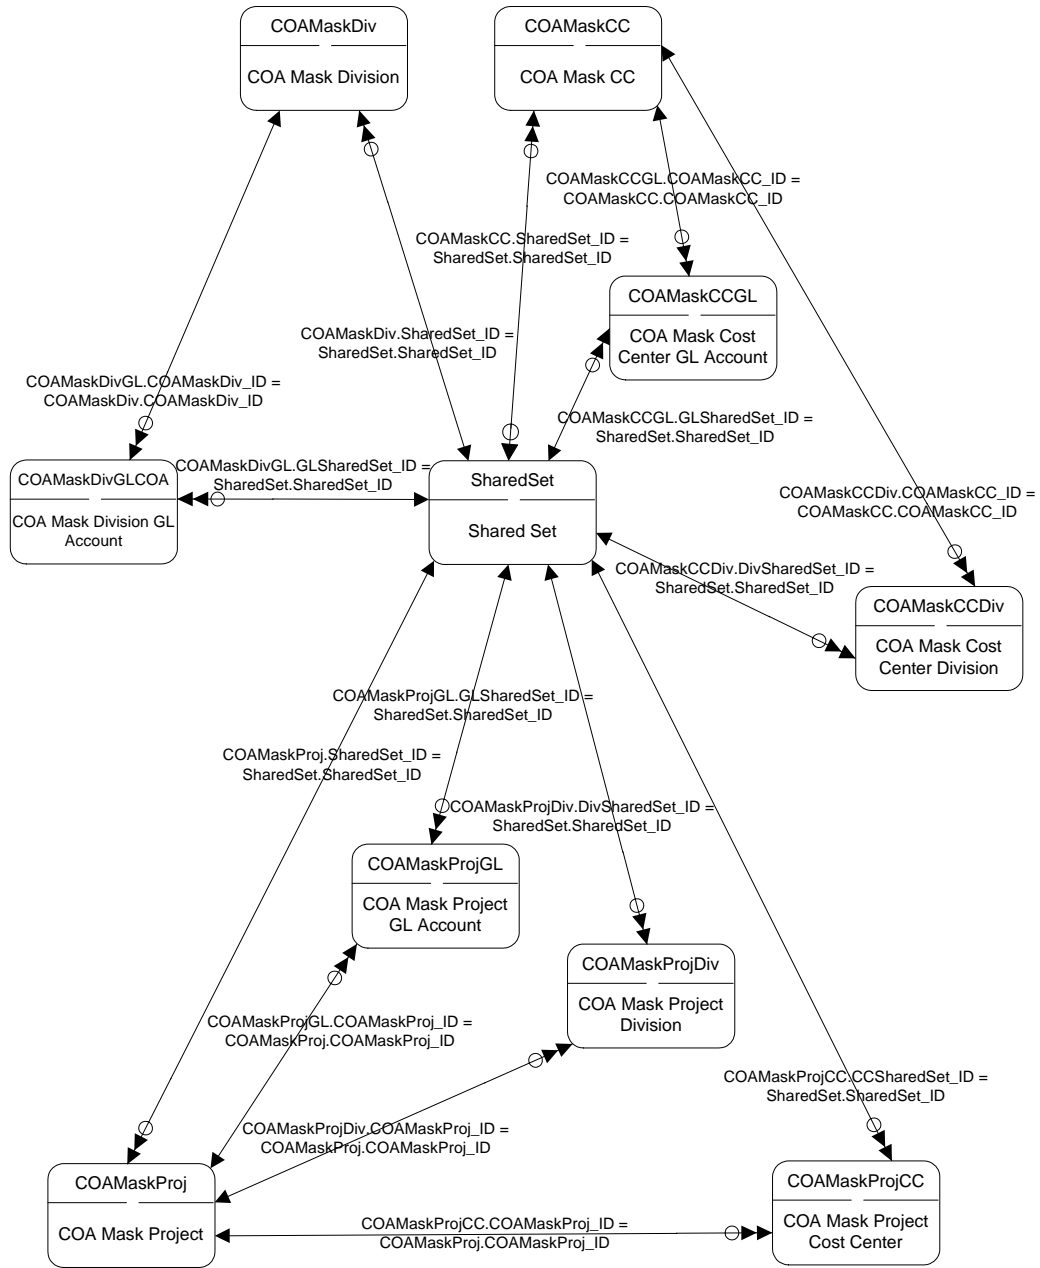 COAMaskDiv
COA Mask Division
COAMaskCC
COA Mask CC
COAMaskCCGL.COAMaskCC_ID =
COAMaskCC.COAMaskCC_ID
COAMaskCC.SharedSet_ID =
SharedSet.SharedSet_ID
COAMaskCCGL
COA Mask Cost
Center GL Account
COAMaskDiv.SharedSet_ID =
SharedSet.SharedSet_ID
COAMaskDivGL.COAMaskDiv_ID =
COAMaskDiv.COAMaskDiv_ID
COAMaskCCGL.GLSharedSet_ID =
SharedSet.SharedSet_ID
COAMaskDivGLCOA
COA Mask Division GL
Account
COAMaskDivGL.GLSharedSet_ID =
SharedSet.SharedSet_ID
SharedSet
Shared Set
COAMaskCCDiv.COAMaskCC_ID =
COAMaskCC.COAMaskCC_ID
COAMaskCCDiv.DivSharedSet_ID =
SharedSet.SharedSet_ID
COAMaskCCDiv
COA Mask Cost
Center Division
COAMaskProjGL.GLSharedSet_ID =
SharedSet.SharedSet_ID
COAMaskProj.SharedSet_ID =
SharedSet.SharedSet_ID
COAMaskProjDiv.DivSharedSet_ID =
SharedSet.SharedSet_ID
COAMaskProjGL
COA Mask Project
GL Account
COAMaskProjDiv
COA Mask Project
Division
COAMaskProjGL.COAMaskProj_ID =
COAMaskProj.COAMaskProj_ID
COAMaskProjCC.CCSharedSet_ID =
SharedSet.SharedSet_ID
COAMaskProjDiv.COAMaskProj_ID =
COAMaskProj.COAMaskProj_ID
COAMaskProj
COA Mask Project
COAMaskProjCC.COAMaskProj_ID =
COAMaskProj.COAMaskProj_ID
COAMaskProjCC
COA Mask Project
Cost Center